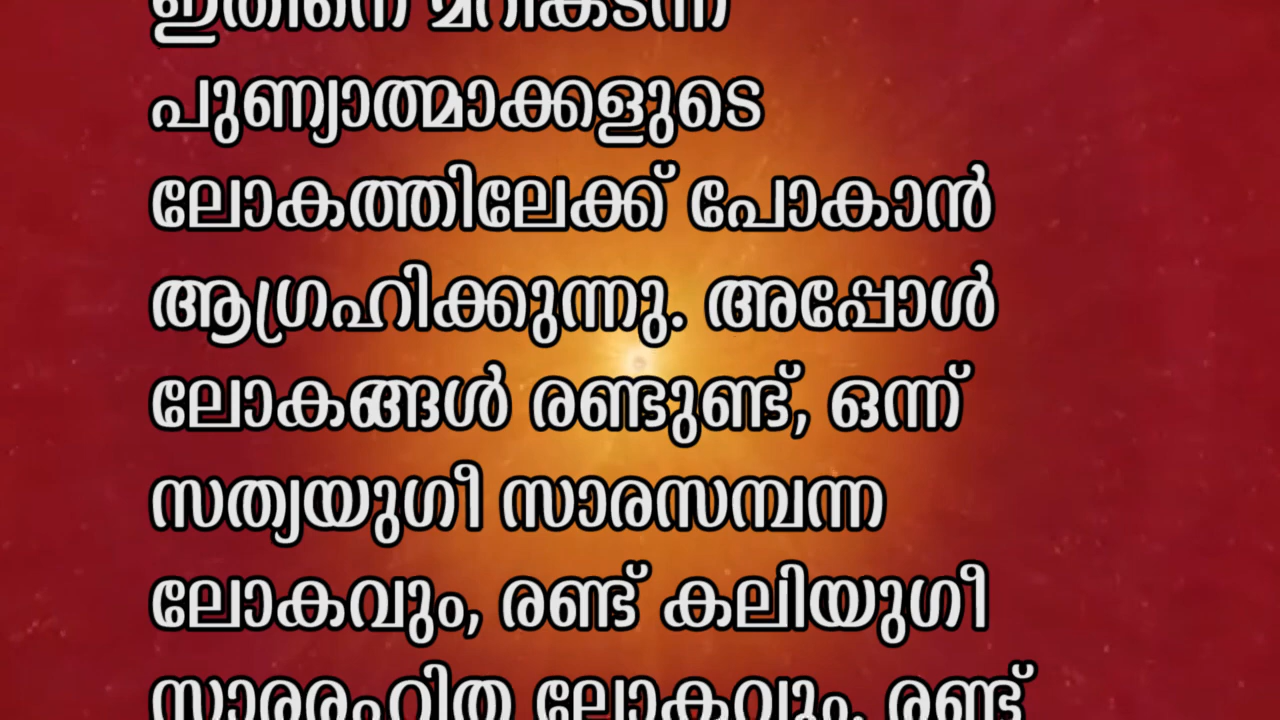 ഇതിനെ മറികടന്ന്
പുണ്യാത്മാക്കളുടെ
ലോകത്തിലേക്ക് പോകാൻ
ആഗ്രഹിക്കുന്നു. അപ്പോൾ
ലോകങ്ങൾ രണ്ടുണ്ട്, ഒന്ന്
സത്യയുഗീ സാരസമ്പന്ന
ലോകവും, രണ്ട് കലിയുഗീ
സാരരഹിത ലോകവും. രണ്ട്